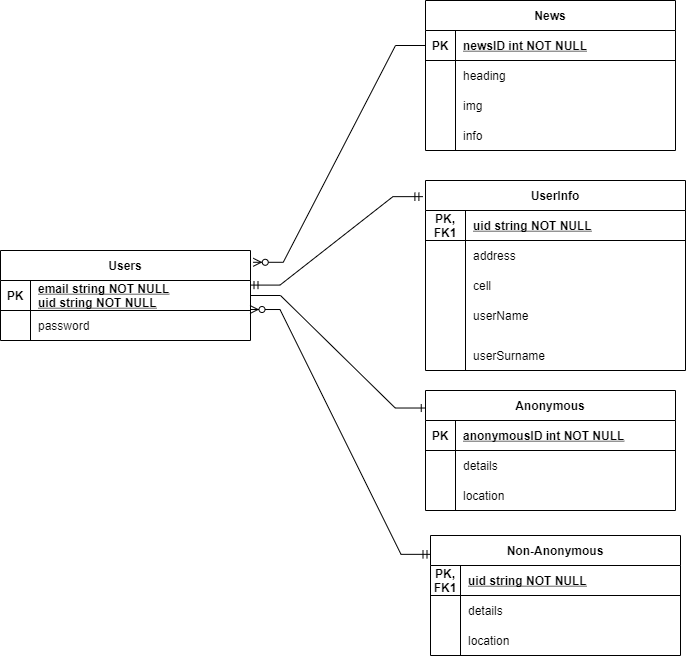 News
PK
newsID int NOT NULL
heading
img
info
UserInfo
PK,
FK1
uid string NOT NULL
address
cell
userName
userSurname
Users
PK
email string NOT NULL
uid string NOT NULL
password
Anonymous
PK
anonymousID int NOT NULL
details
location
Non-Anonymous
PK,
FK1
uid string NOT NULL
details
location